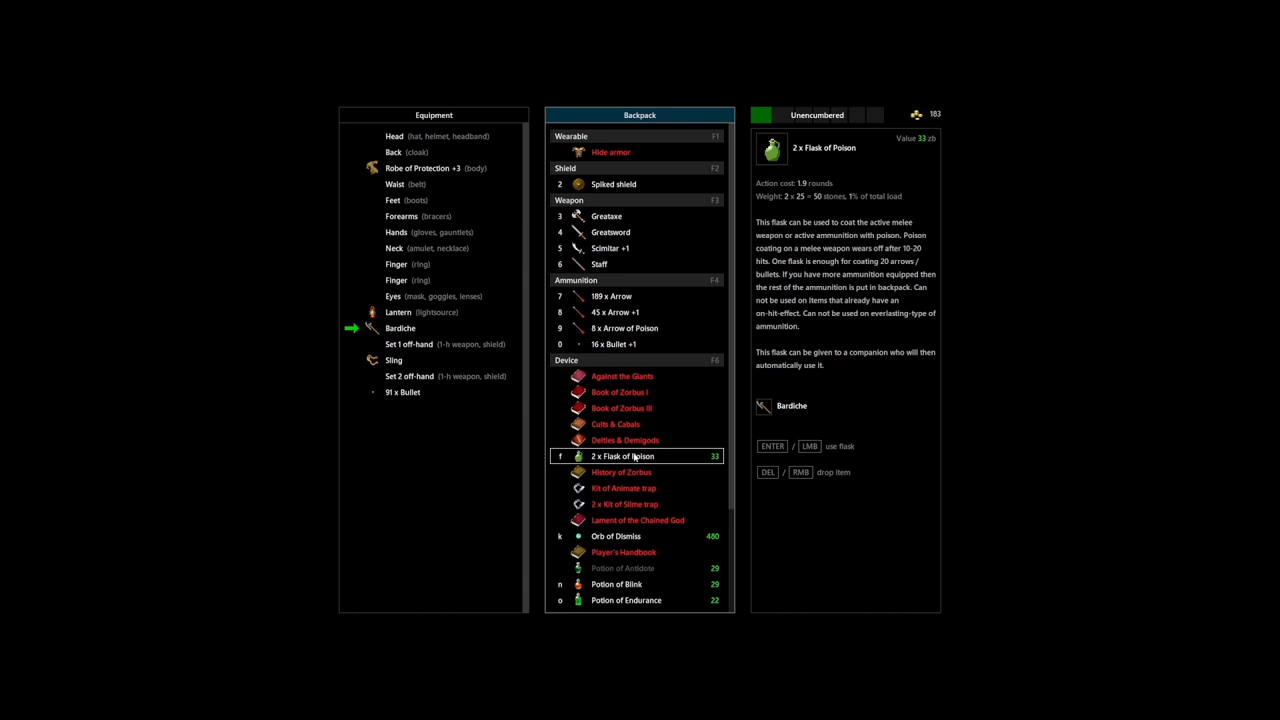 Equipment
Head (hat, helmet, headband)
Back (cloak)
Robe of Protection +3 (body)
Waist (belt)
Feet (boots)
Forearms (bracers)
Hands (gloves, gauntlets)
Neck (amulet, necklace)
Finger (ring)
Finger (ring)
Eyes (mask, goggles, lenses)
Lantern (lightsource)
Bardiche
Set 1 off-hand (1-h weapon, shield)
Sling
Set 2 off-hand (1-h weapon, shield)
91 x Bullet
Backpack
Wearable F1
Hide armor
Shield F2
2 Spiked shield
Weapon F3
3 Greataxe
4 Greatsword
5 Scimitar +1
6 Staff
Ammunition F4
7 189 x Arrow
8 45 x Arrow +1
9 8 x Arrow of Poison
0 16 x Bullet +1
Device F6
Against the Giants
Book of Zorbus I
Book of Zorbus III
Cults & Cabals
Deities & Demigods
f 2 x Flask of Poison 33
History of Zorbus
Kit of Animate trap
2 x Kit of Slime trap
Lament of the Chained God
k Orb of Dismiss 480
Player's Handbook
Potion of Antidote 29
n Potion of Blink 29
o Potion of Endurance 22
Unencumbered 183
Value 33 zb
2 x Flask of Poison
Action cost: 1.9 rounds
Weight: 2 x 25 = 50 stones, 1% of total load
This flask can be used to coat the active melee
weapon or active ammunition with poison. Poison
coating on a melee weapon wears off after 10-20
hits. One flask is enough for coating 20 arrows /
bullets. If you have more ammunition equipped then
the rest of the ammunition is put in backpack. Can
not be used on items that already have an
on-hit-effect. Can not be used on everlasting-type of
ammunition.
This flask can be given to a companion who will then
automatically use it.
Bardiche
ENTER / LMB use flask
DEL / RMB drop item